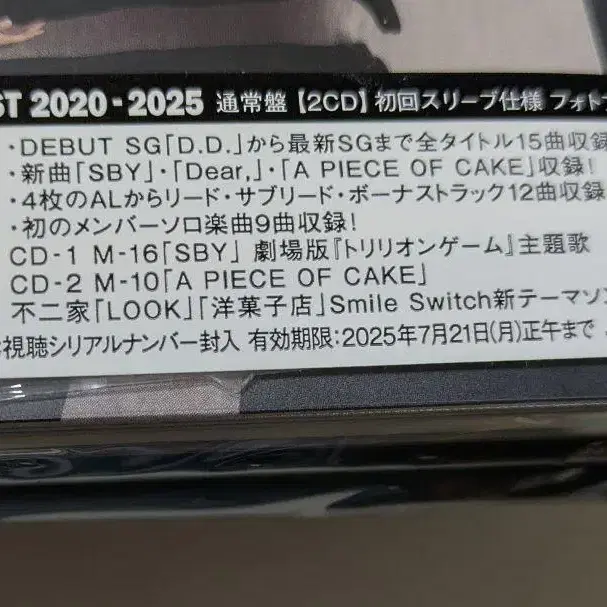 ST 2020-2025 通常盤【2CD】初回スリーブ仕様 フォト
・DEBUT SG「D.D.」から最新SGまで全タイトル15曲収録
・新曲「SBY」・「Dear,」・「A PIECE OF CAKE」収録!
・4枚のALからリード・サブリード・ボーナストラック12曲収録
・初のメンバーソロ楽曲9曲収録!
CD-1 M-16「SBY」 劇場版『トリリオンゲーム』主題歌
CD-2 M-10「A PIECE OF CAKE」
不二家「LOOK」「洋菓子店」Smile Switch新テーマソン
視聴シリアルナンバー封入 有効期限:2025年7月21日(月)正午まで